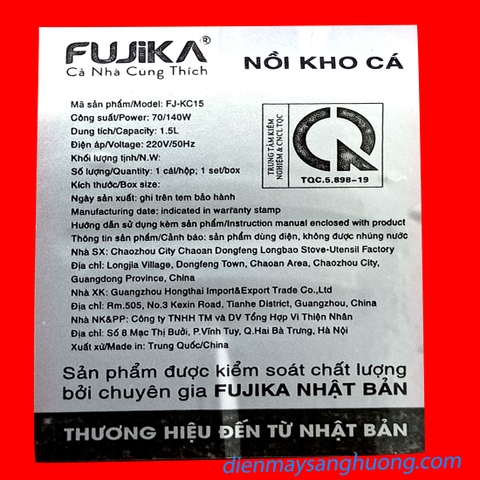 FUJIKA®
Cả Nhà Cùng Thích
NỒI KHO CÁ
Mã sản phẩm/Model: FJ-KC15
Công suất/Power: 70/140W
Dung tích/Capacity: 1.5L
Điện áp/Voltage: 220V/50Hz
Khối lượng tịnh/N.W:
Số lượng/Quantity: 1 cái/hộp; 1 set/box
Kích thước/Box size:
Ngày sản xuất: ghi trên tem bảo hành
Manufacturing date: indicated in warranty stamp
Hướng dẫn sử dụng kèm sản phẩm/Instruction manual enclosed with product
Thông tin sản phẩm/Cảnh báo: sản phẩm dùng điện, không được nhúng nước
Nhà SX: Chaozhou City Chaoan Dongfeng Longbao Stove-Utensil Factory
Địa chỉ: Longjia Village, Dongfeng Town, Chaoan Area, Chaozhou City,
Guangdong Province, China
Nhà XK: Guangzhou Hongthai Import&Export Trade Co.,Ltd
Địa chỉ: Rm.505, No.3 Kexin Road, Tianhe District, Guangzhou, China
Nhà NK&PP: Công ty TNHH TM và DV Tổng Hợp Vi Thiện Nhân
Địa chỉ: Số 8 Mạc Thị Bưởi, P.Vĩnh Tuy, Q.Hai Bà Trưng, Hà Nội
Xuất xứ/Made in: Trung Quốc/China
TRUNG TÂM KIỂM
NGHIỆM & CNCL TQC
CR
TQC.5.898-19
Sản phẩm được kiểm soát chất lượng
bởi chuyên gia FUJIKA NHẬT BẢN
THƯƠNG HIỆU ĐẾN TỪ NHẬT BẢN
dienmaysanghuong.com